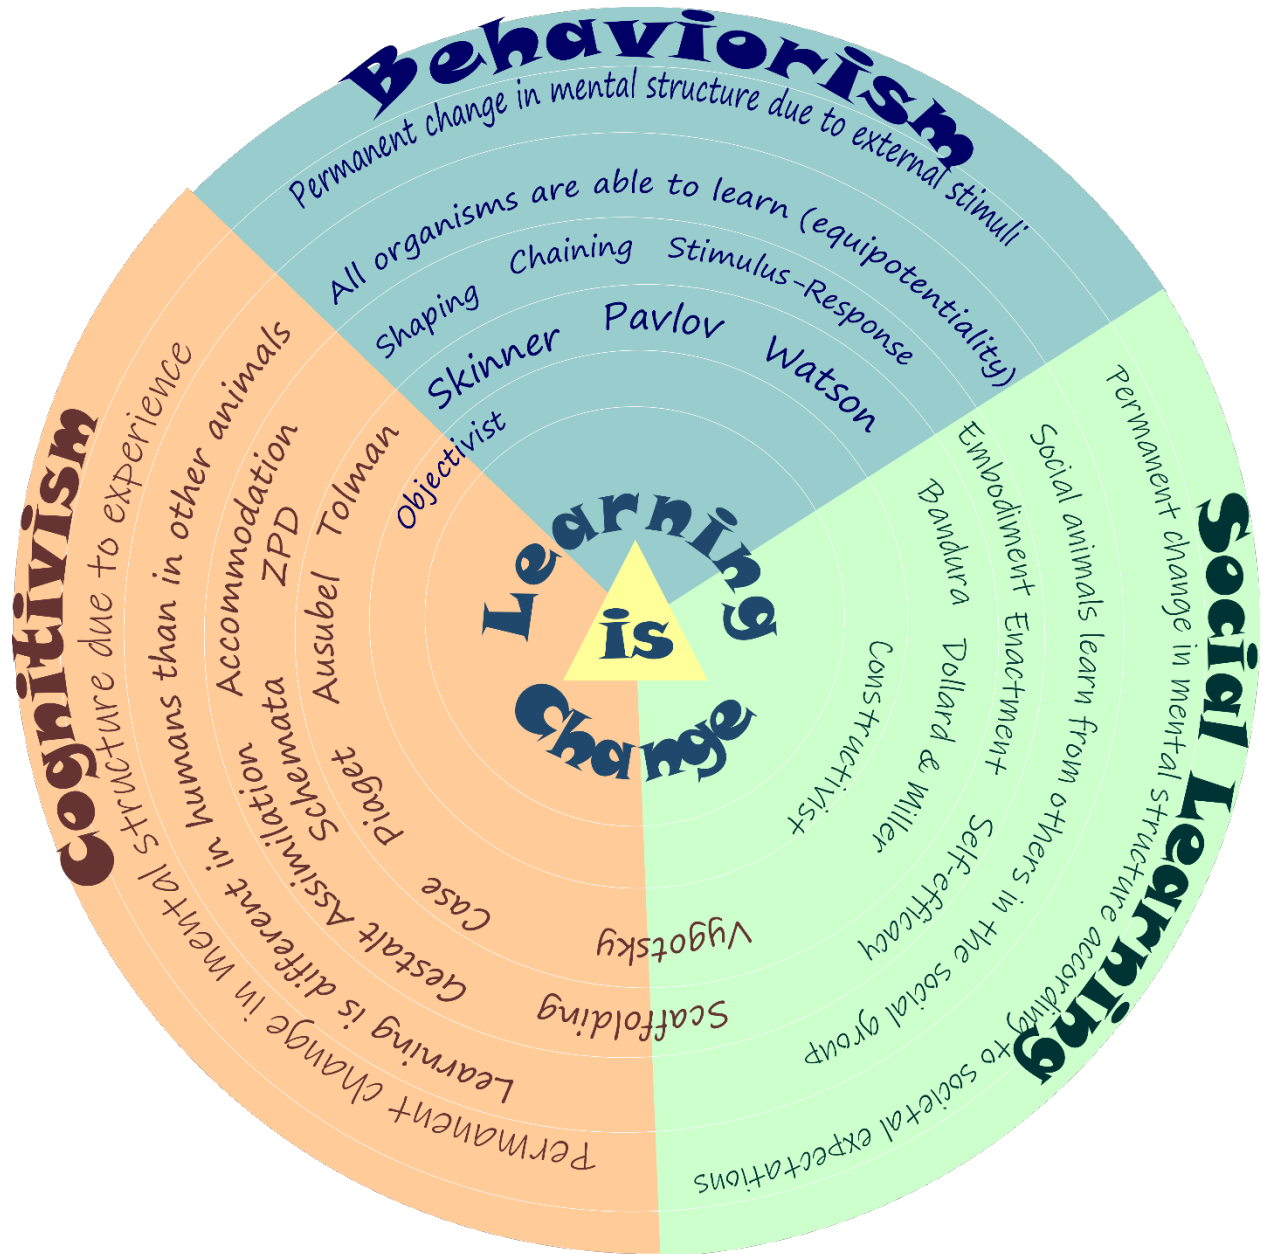 Behaviorism
Permanent change in mental structure due to external stimuli
All organisms are able to learn (equipotentiality)
Shaping Chaining Stimulus-Response
Skinner Pavlov Watson
Objectivist
Social Learning
Permanent change in mental structure according to societal expectations
Social animals learn from others in the social group
Embodiment Enactment Self-efficacy
Bandura Dollard & Miller
Constructivist
Cognitivism
Permanent change in mental structure due to experience
Learning is different in humans than in other animals
Scaffolding Gestalt Assimilation Accommodation
Schemata ZPD
Vygotsky Case Piaget Ausubel Tolman
Learning
is
Change